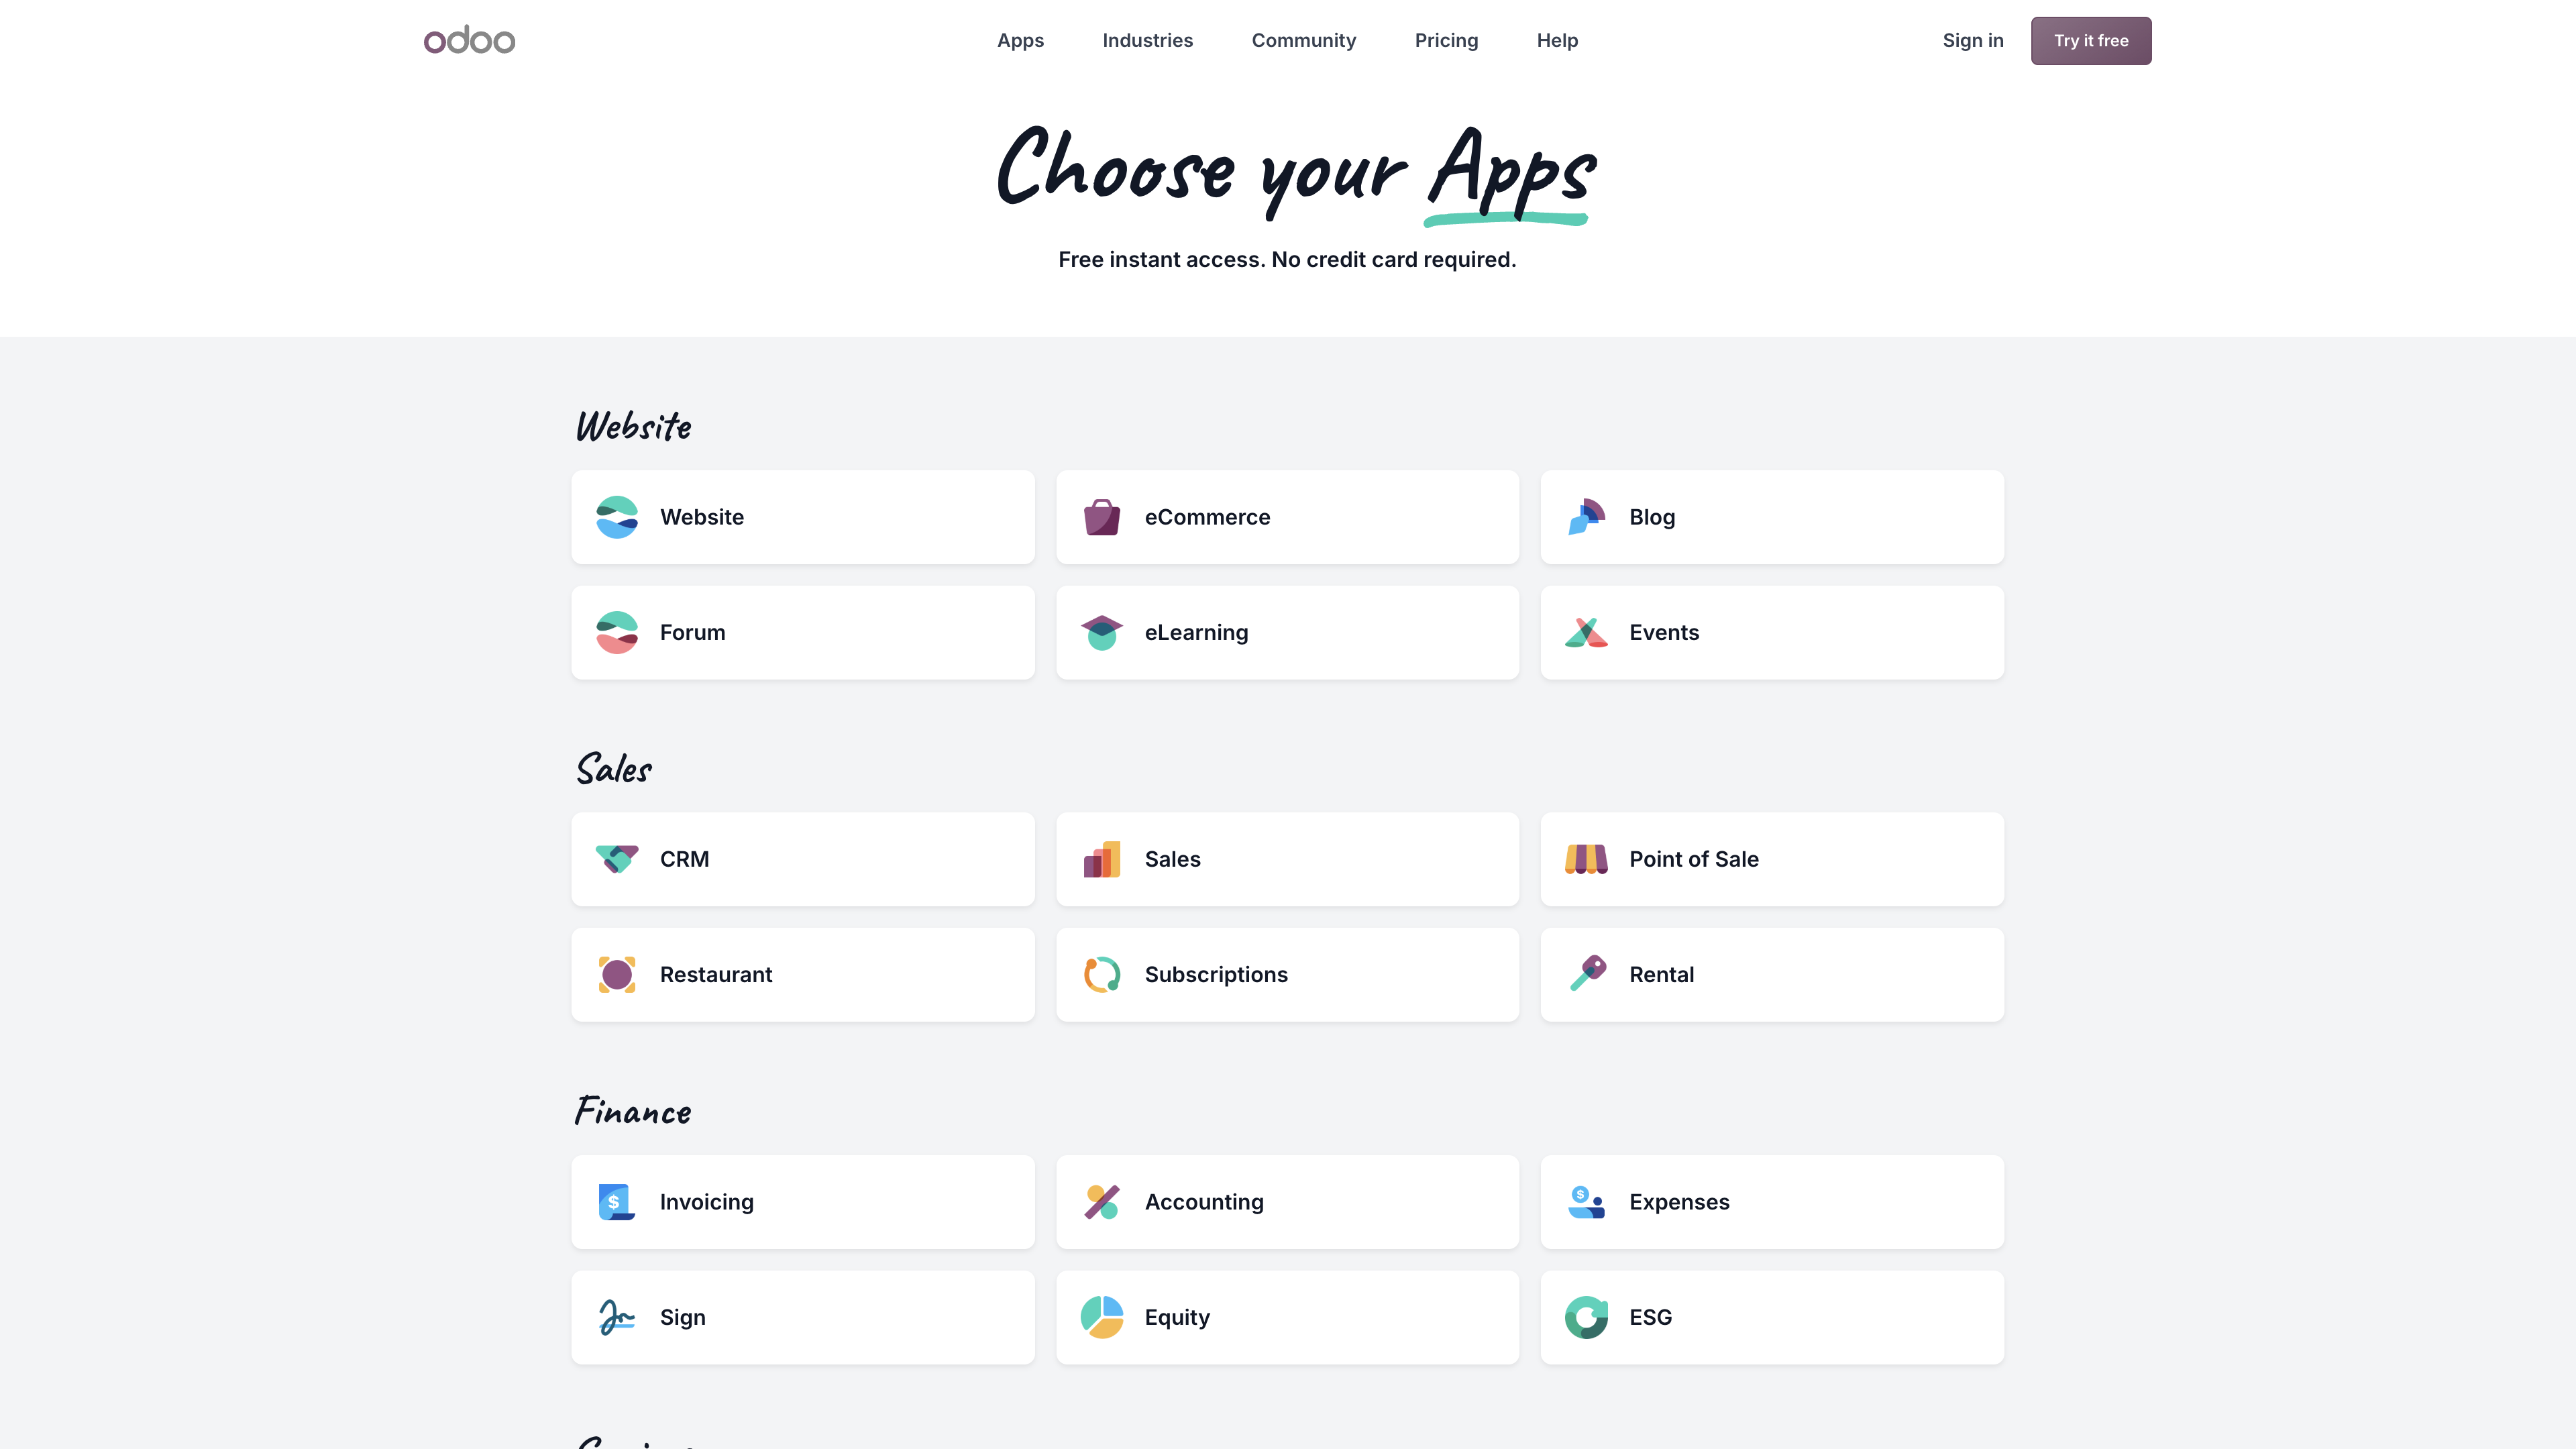 odoo Apps Industries Community Pricing Help Sign in Try it free
Choose your Apps
Free instant access. No credit card required.
Website
Website eCommerce Blog
Forum eLearning Events
Sales
CRM Sales Point of Sale
Restaurant Subscriptions Rental
Finance
$ Invoicing Accounting $ Expenses
Sign Equity ESG